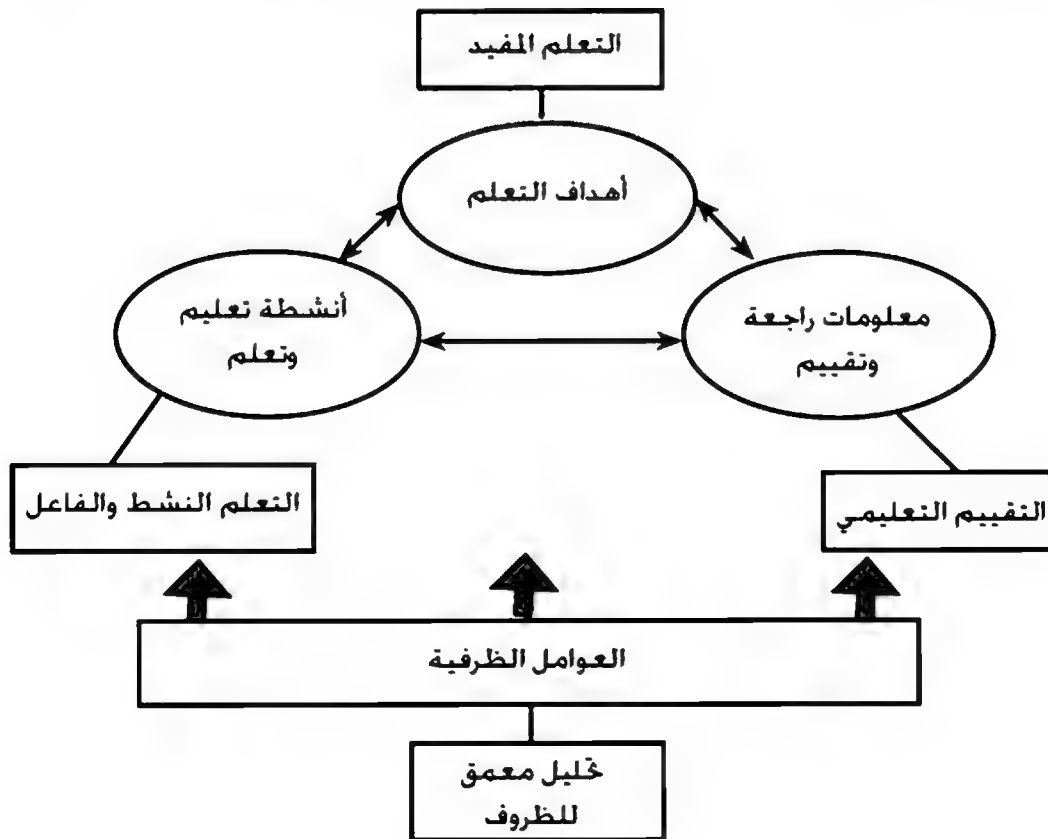 التعلم المفيد
أهداف التعلم
أنشطة تعليم
وتعلم
معلومات راجعة
وتقييم
التعلم النشط والفاعل
التقييم التعليمي
العوامل الظرفية
تحليل معمق
للظروف